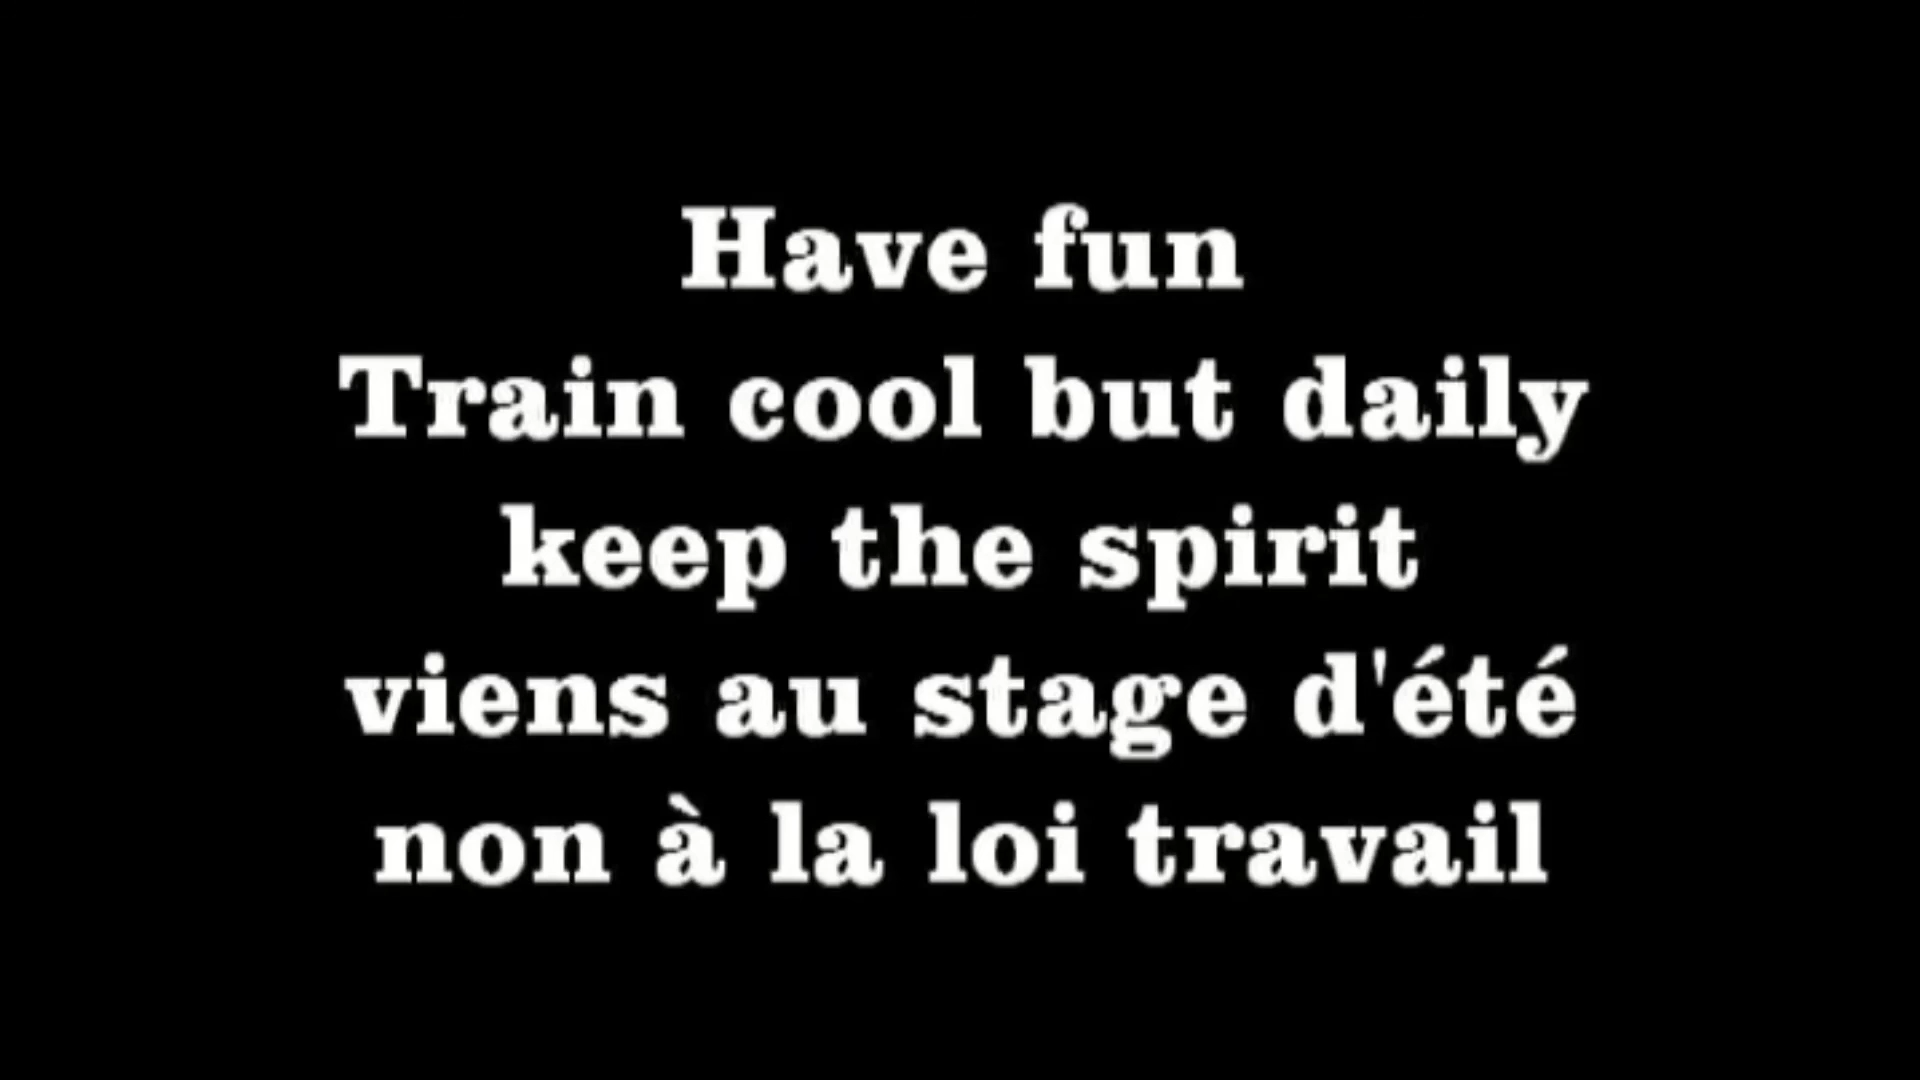 Have fun
Train cool but daily
keep the spirit
viens au stage d'été
non à la loi travail